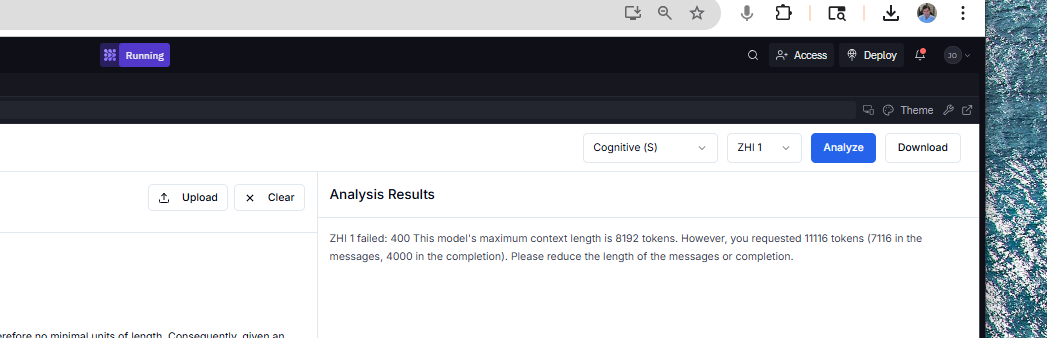 Running
Access
Deploy
JO
Theme
Cognitive (S)
ZHI 1
Analyze
Download
Upload
Clear
Analysis Results
ZHI 1 failed: 400 This model's maximum context length is 8192 tokens. However, you requested 11116 tokens (7116 in the
messages, 4000 in the completion). Please reduce the length of the messages or completion.
no minimal units of length. Consequently, given an